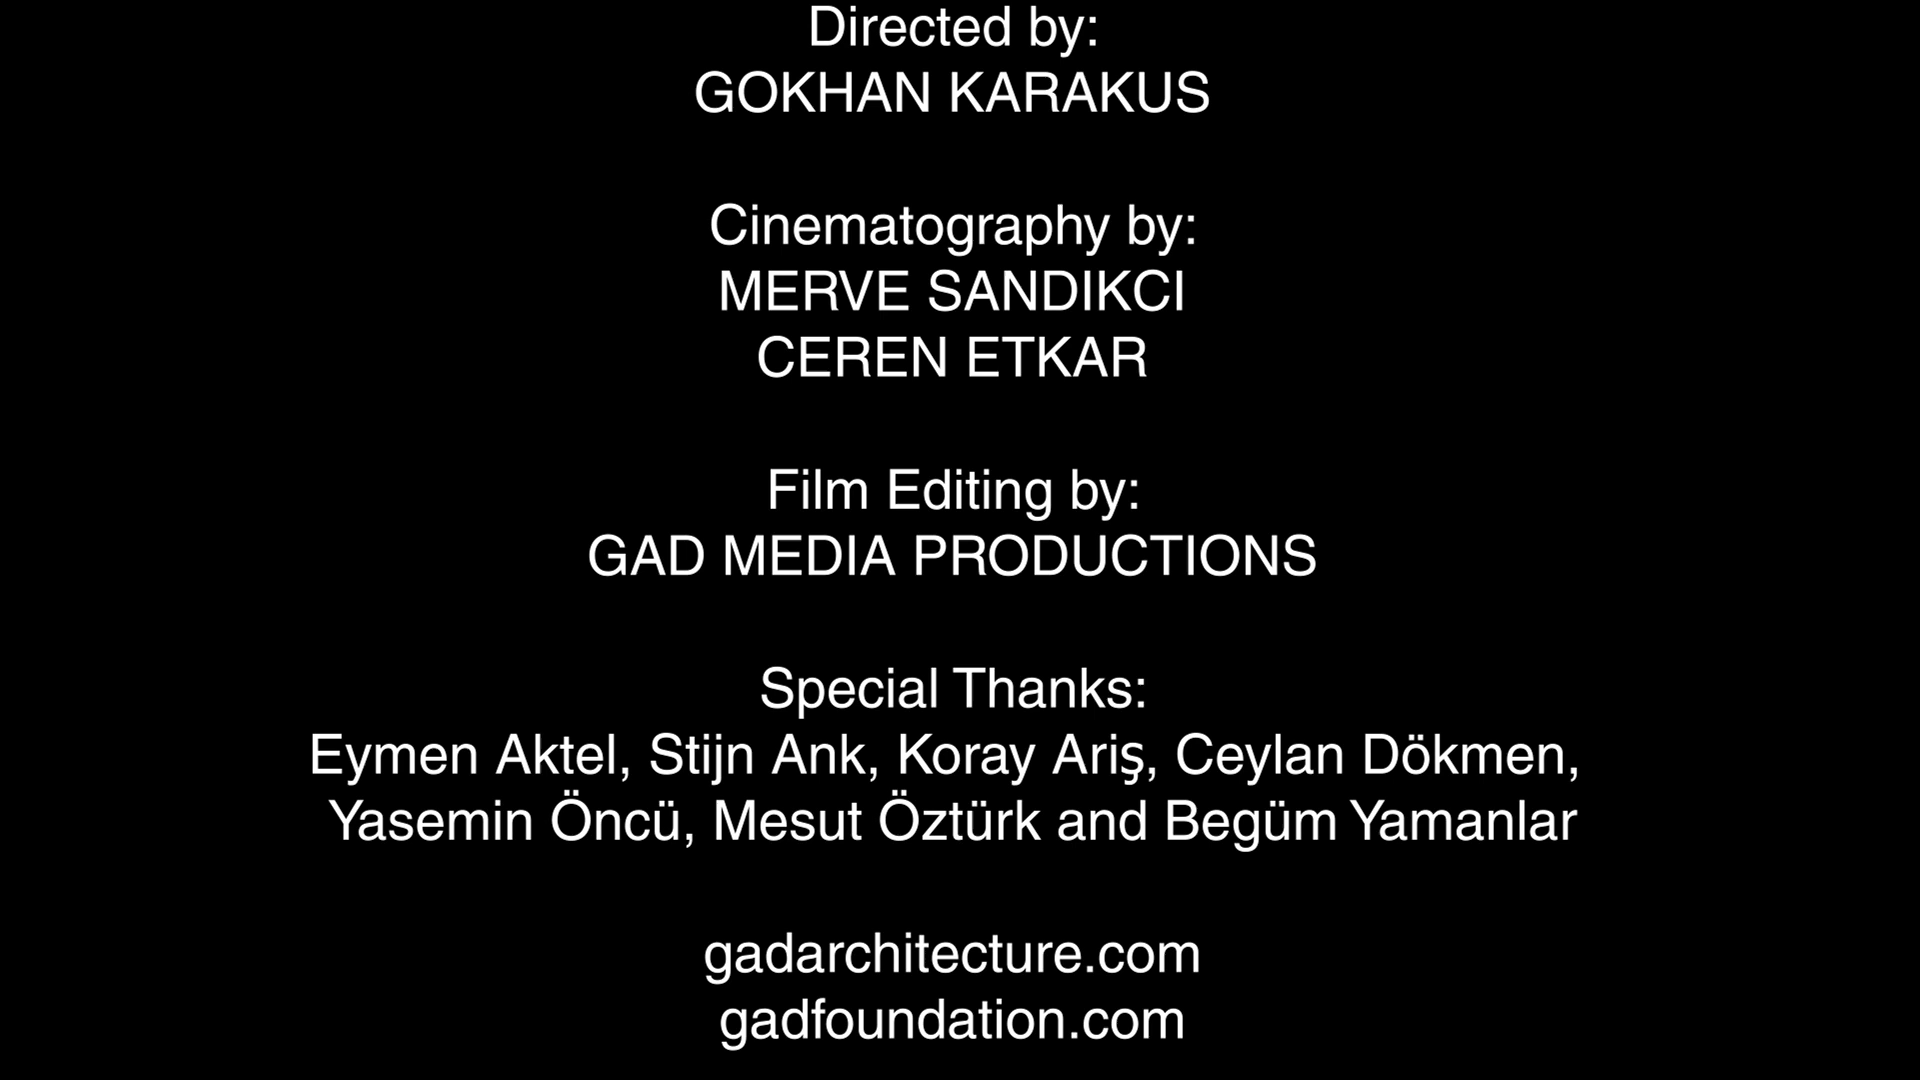 Directed by:
GOKHAN KARAKUS
Cinematography by:
MERVE SANDIKCI
CEREN ETKAR
Film Editing by:
GAD MEDIA PRODUCTIONS
Special Thanks:
Eymen Aktel, Stijn Ank, Koray Ariş, Ceylan Dökmen,
Yasemin Öncü, Mesut Öztürk and Begüm Yamanlar
gadarchitecture.com
gadfoundation.com